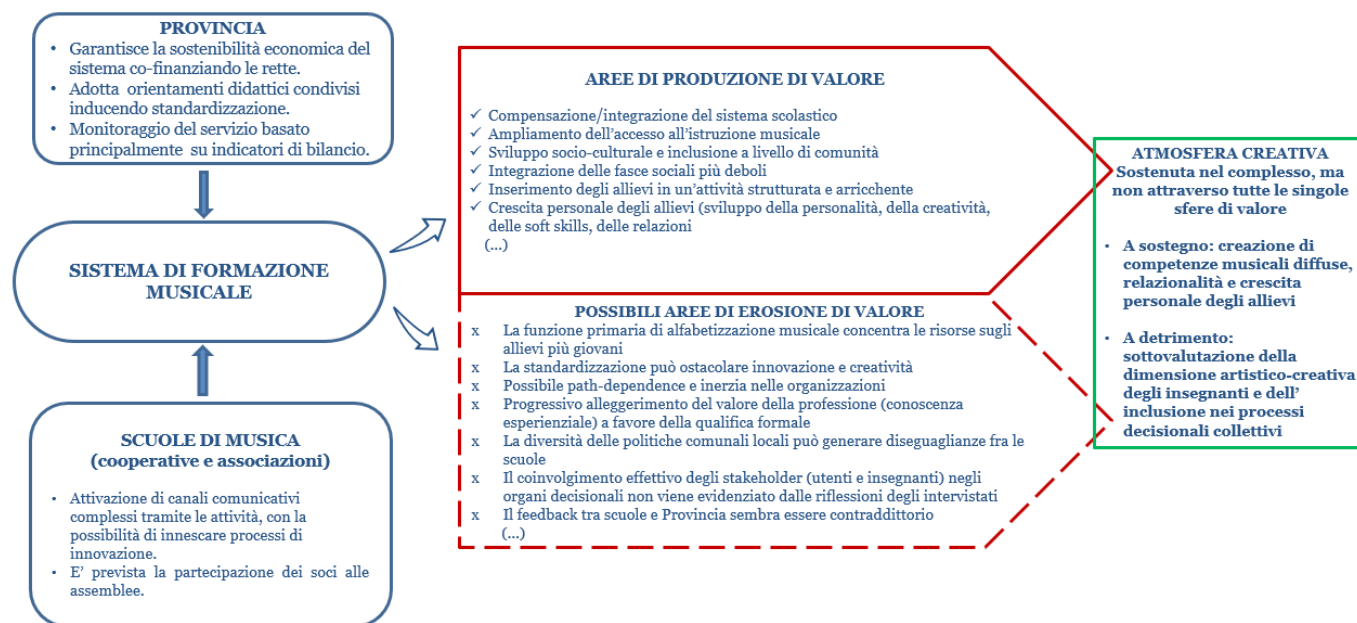 PROVINCIA
• Garantisce la sostenibilità economica del
sistema co-finanziando le rette.
• Adotta orientamenti didattici condivisi
inducendo standardizzazione.
• Monitoraggio del servizio basato
principalmente su indicatori di bilancio.
SISTEMA DI FORMAZIONE
MUSICALE
SCUOLE DI MUSICA
(cooperative e associazioni)
• Attivazione di canali comunicativi
complessi tramite le attività, con la
possibilità di innescare processi di
innovazione.
• E’ prevista la partecipazione dei soci alle
assemblee.
AREE DI PRODUZIONE DI VALORE
✓ Compensazione/integrazione del sistema scolastico
✓ Ampliamento dell’accesso all’istruzione musicale
✓ Sviluppo socio-culturale e inclusione a livello di comunità
✓ Integrazione delle fasce sociali più deboli
✓ Inserimento degli allievi in un’attività strutturata e arricchente
✓ Crescita personale degli allievi (sviluppo della personalità, della creatività,
delle soft skills, delle relazioni
(...)
POSSIBILI AREE DI EROSIONE DI VALORE
x La funzione primaria di alfabetizzazione musicale concentra le risorse sugli
allievi più giovani
x La standardizzazione può ostacolare innovazione e creatività
x Possibile path-dependence e inerzia nelle organizzazioni
x Progressivo alleggerimento del valore della professione (conoscenza
esperienziale) a favore della qualifica formale
x La diversità delle politiche comunali locali può generare diseguaglianze fra le
scuole
x Il coinvolgimento effettivo degli stakeholder (utenti e insegnanti) negli
organi decisionali non viene evidenziato dalle riflessioni degli intervistati
x Il feedback tra scuole e Provincia sembra essere contraddittorio
(...)
ATMOSFERA CREATIVA
Sostenuta nel complesso, ma
non attraverso tutte le singole
sfere di valore
• A sostegno: creazione di
competenze musicali diffuse,
relazionalità e crescita
personale degli allievi
• A detrimento:
sottovalutazione della
dimensione artistico-creativa
degli insegnanti e dell’
inclusione nei processi
decisionali collettivi